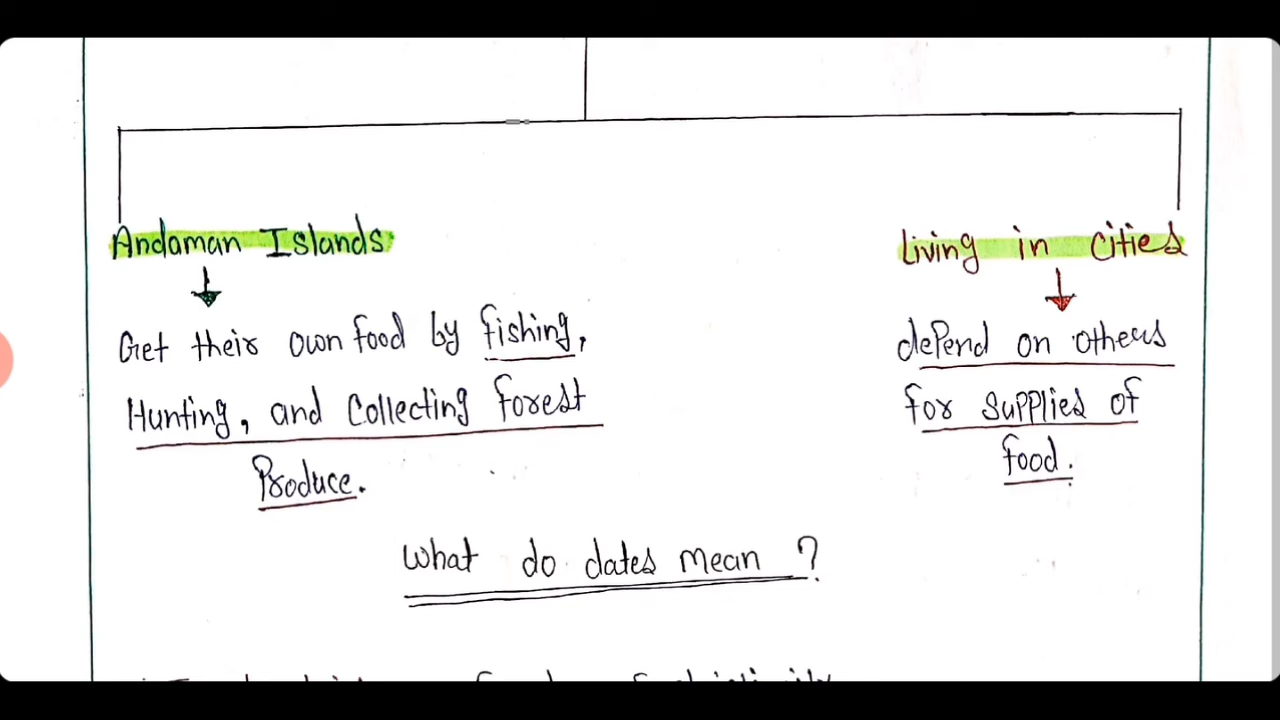 Andaman Islands
Get their own food by fishing,
Hunting, and Collecting forest
Produce.
Living in Cities
depend on others
for supplies of
food.
What do dates mean ?